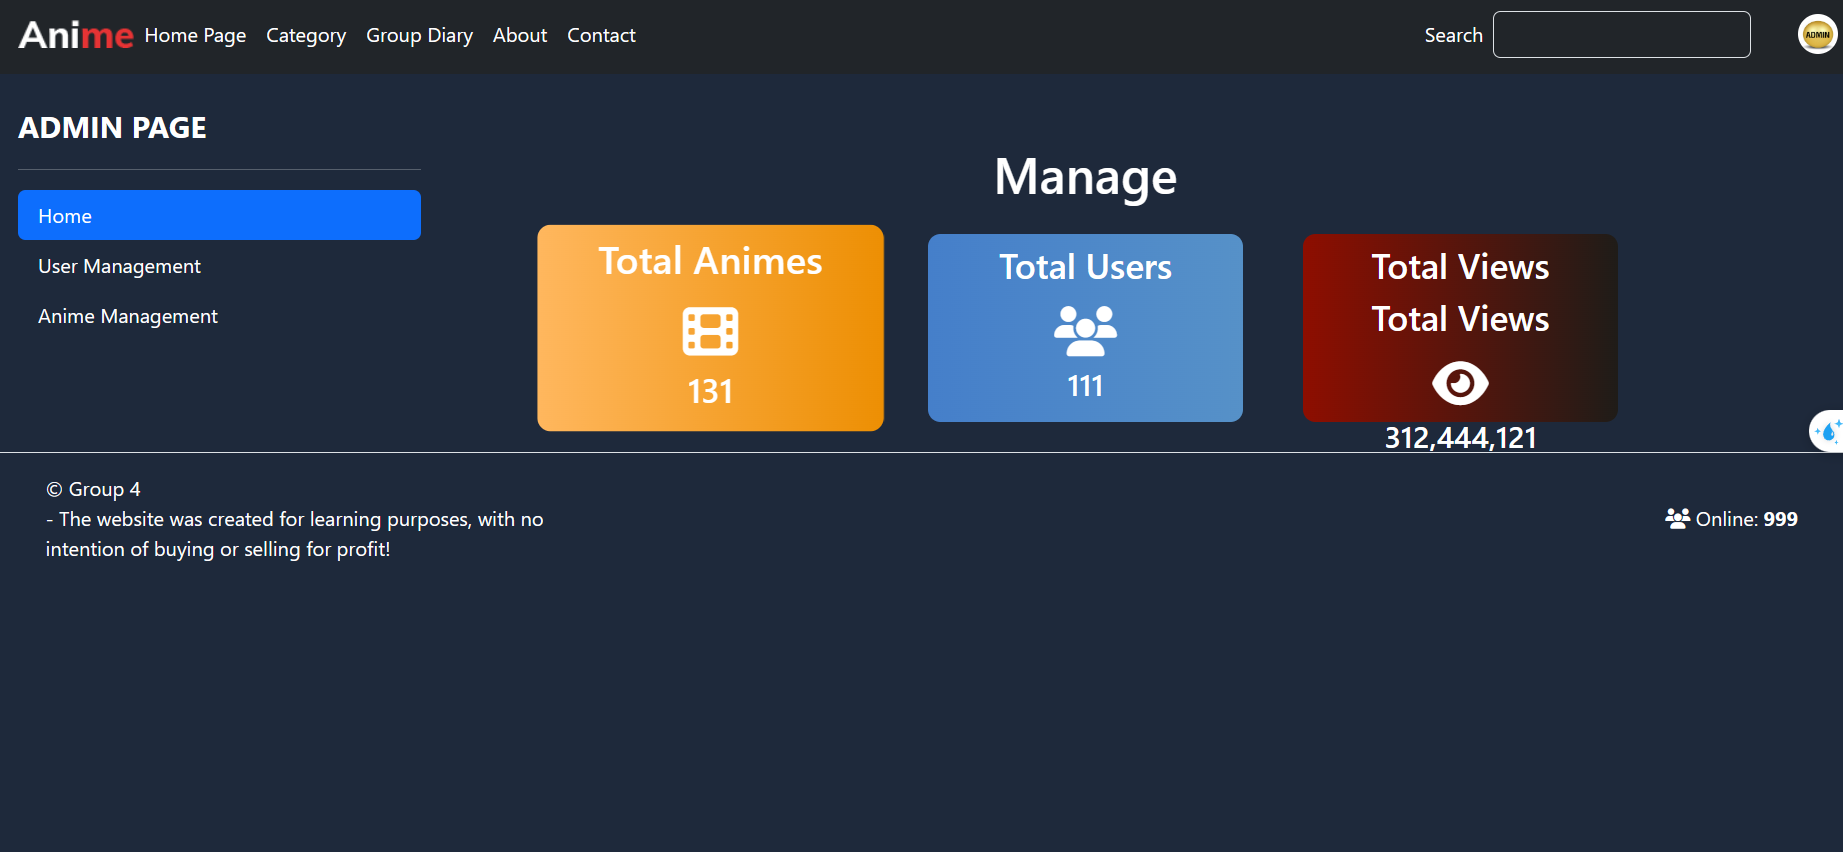 Anime Home Page Category Group Diary About Contact Search ADMIN
ADMIN PAGE
Home
User Management
Anime Management
Manage
Total Animes
131
Total Users
111
Total Views
Total Views
312,444,121
© Group 4
- The website was created for learning purposes, with no
intention of buying or selling for profit!
Online: 999